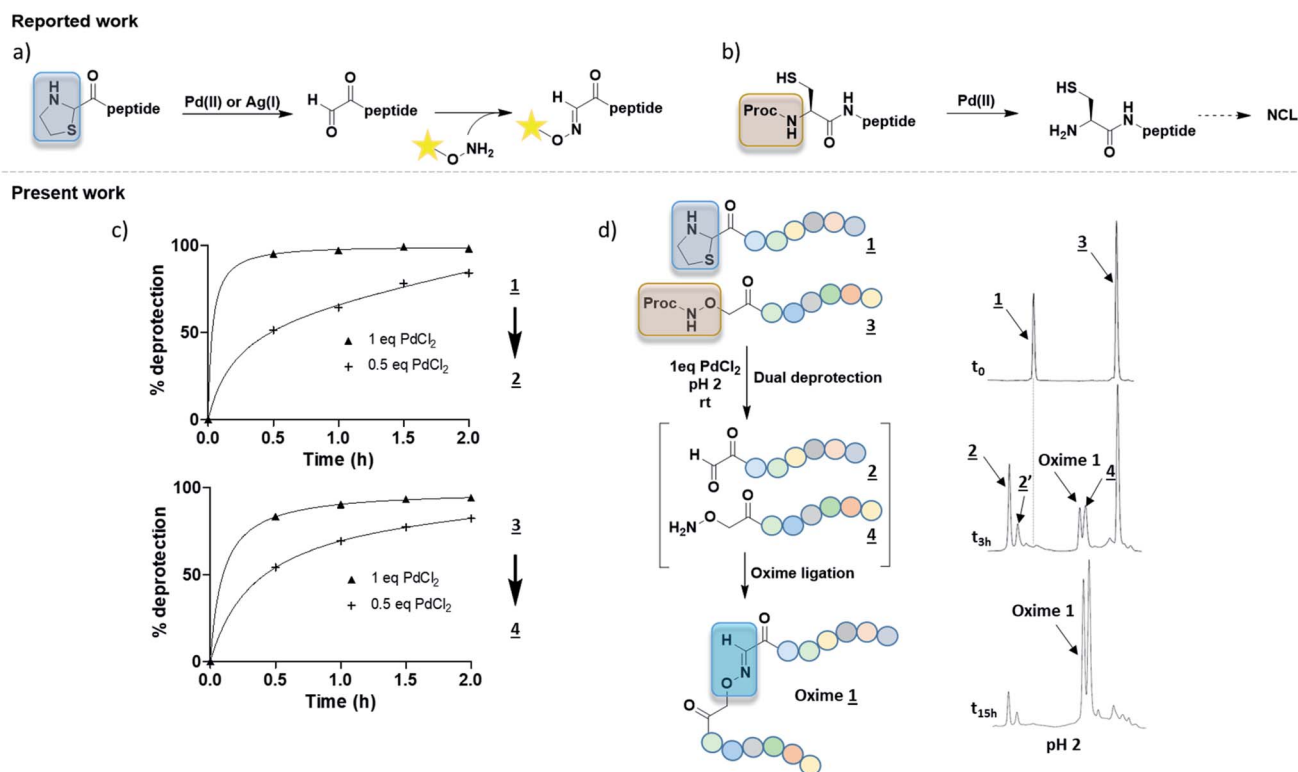 Reported work
a)
b)
H
N
S
O
peptide
Pd(II) or Ag(I)
H
O
O
peptide
O
NH2
H
N
O
O
peptide
HS
Proc
N
H
O
H
N
peptide
Pd(II)
HS
H2N
O
H
N
peptide
NCL
Present work
c)
% deprotection
100
50
0
0.0 0.5 1.0 1.5 2.0
Time (h)
1 eq PdCl2
0.5 eq PdCl2
1
2
% deprotection
100
50
0
0.0 0.5 1.0 1.5 2.0
Time (h)
1 eq PdCl2
0.5 eq PdCl2
3
4
d)
H
N
S
O
1
Proc
N
H
O
O
3
1eq PdCl2
pH 2
rt
Dual deprotection
H
O
O
2
H2N
O
O
4
Oxime ligation
H
N
O
O
O
Oxime 1
1
3
t0
2
2'
Oxime 1
4
t3h
Oxime 1
t15h
pH 2